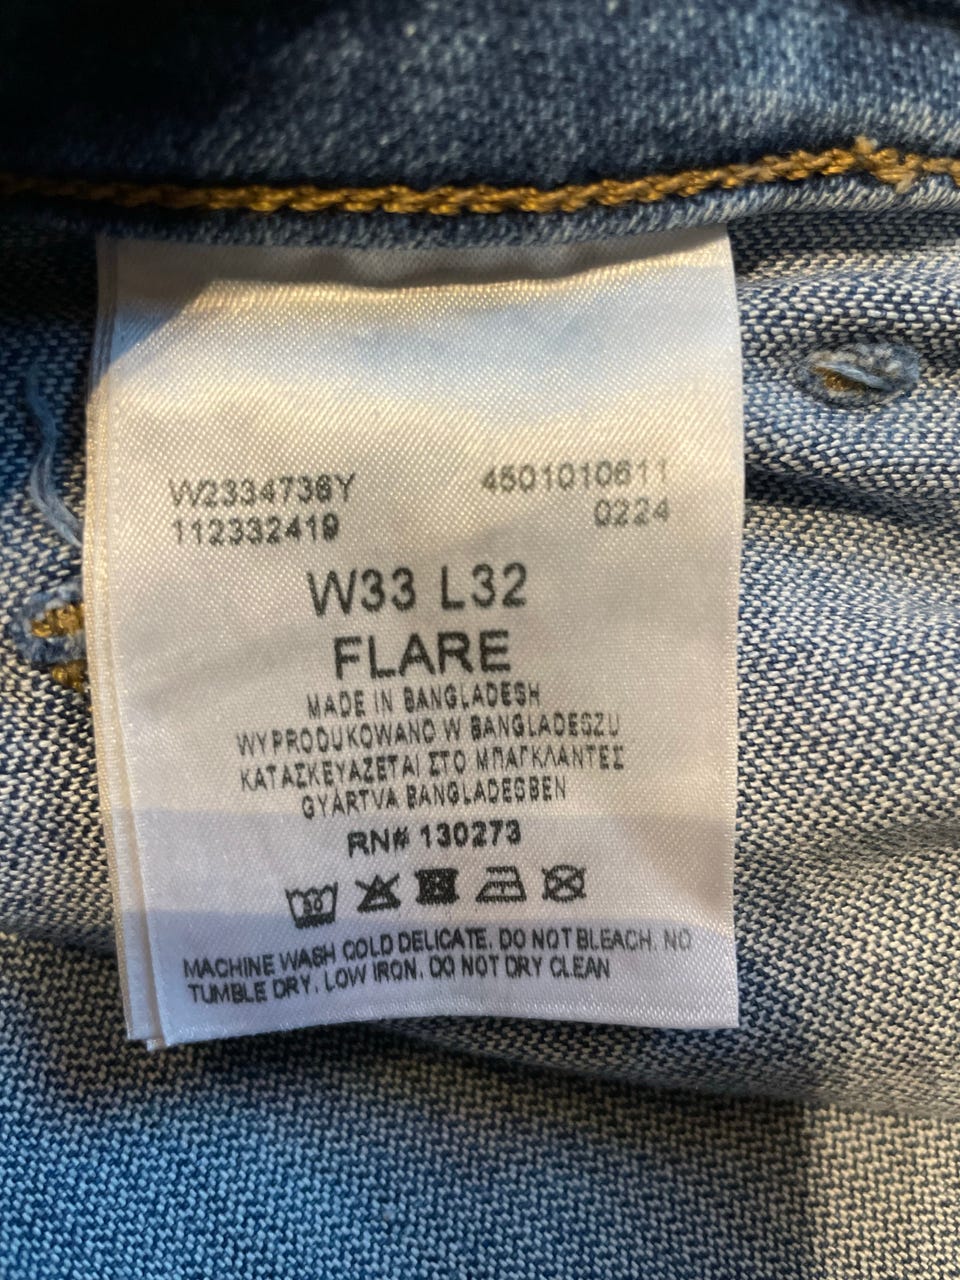 W2334736Y 4501010611
112332419 0224
W33 L32
FLARE
MADE IN BANGLADESH
WYPRODUKOWANO W BANGLADESZU
ΚΑΤΑΣΚΕΥΑΖΕΤΑΙ ΣΤΟ ΜΠΑΓΚΛΑΝΤΕΣ
GYÁRTVA BANGLADESBEN
RN# 130273
30
MACHINE WASH COLD DELICATE. DO NOT BLEACH. NO
TUMBLE DRY. LOW IRON. DO NOT DRY CLEAN